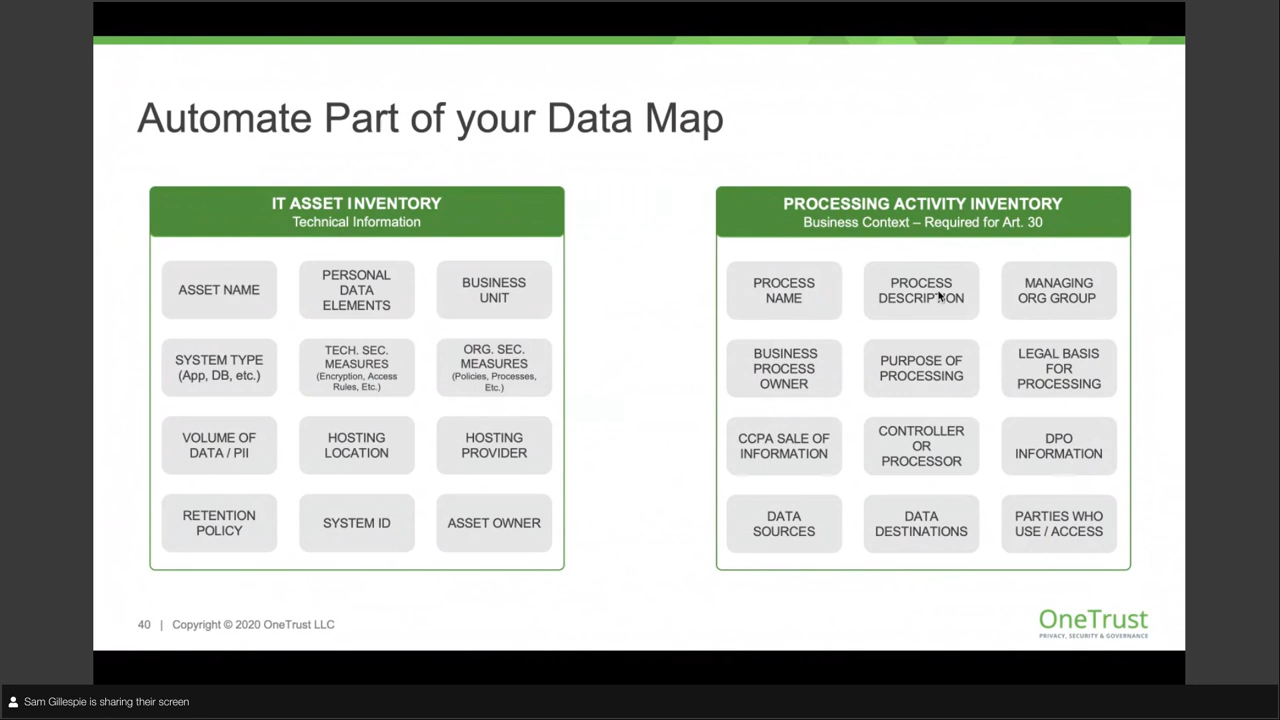 Automate Part of your Data Map
IT ASSET INVENTORY
Technical Information
ASSET NAME
PERSONAL
DATA
ELEMENTS
BUSINESS
UNIT
SYSTEM TYPE
(App, DB, etc.)
TECH. SEC.
MEASURES
(Encryption, Access
Rules, Etc.)
ORG. SEC.
MEASURES
(Policies, Processes,
Etc.)
VOLUME OF
DATA / PII
HOSTING
LOCATION
HOSTING
PROVIDER
RETENTION
POLICY
SYSTEM ID
ASSET OWNER
PROCESSING ACTIVITY INVENTORY
Business Context – Required for Art. 30
PROCESS
NAME
PROCESS
DESCRIPTION
MANAGING
ORG GROUP
BUSINESS
PROCESS
OWNER
PURPOSE OF
PROCESSING
LEGAL BASIS
FOR
PROCESSING
CCPA SALE OF
INFORMATION
CONTROLLER
OR
PROCESSOR
DPO
INFORMATION
DATA
SOURCES
DATA
DESTINATIONS
PARTIES WHO
USE / ACCESS
40 | Copyright © 2020 OneTrust LLC
OneTrust
PRIVACY, SECURITY & GOVERNANCE
Sam Gillespie is sharing their screen